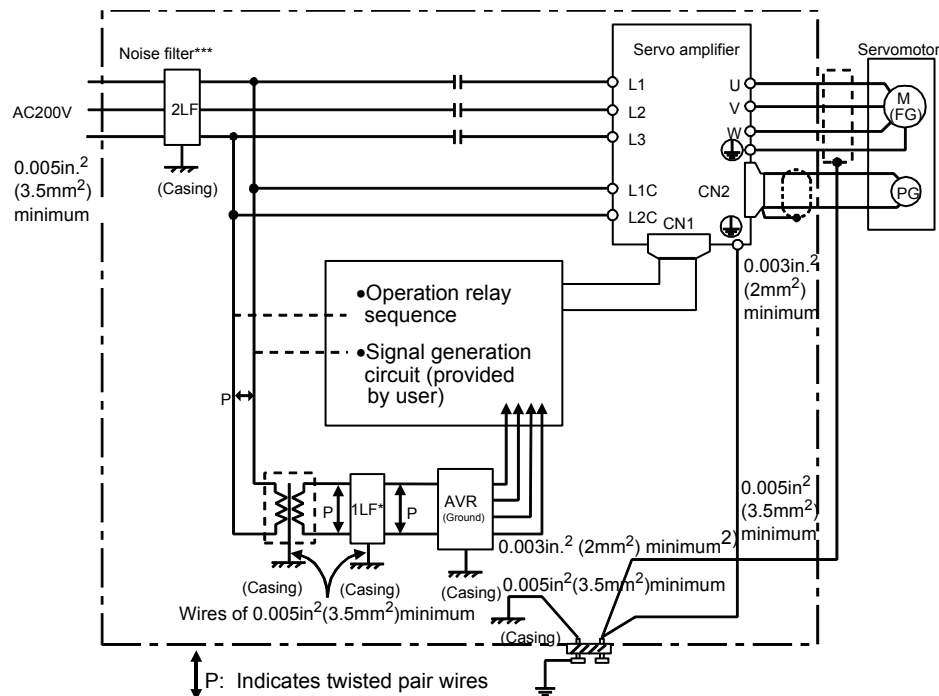 Noise filter***
Servo amplifier
Servomotor
AC200V
2LF
L1
L2
L3
U
V
W
M
(FG)
0.005in.²
(3.5mm²)
minimum
(Casing)
L1C
L2C
CN2
PG
CN1
0.003in.²
(2mm²)
minimum
•Operation relay
sequence
•Signal generation
circuit (provided
by user)
P
P
1LF*
P
AVR
(Ground)
0.005in²
(3.5mm²)
minimum
0.003in.² (2mm²) minimum²)
(Casing)
(Casing)
(Casing)
0.005in²(3.5mm²)minimum
Wires of 0.005in²(3.5mm²)minimum
(Casing)
P: Indicates twisted pair wires